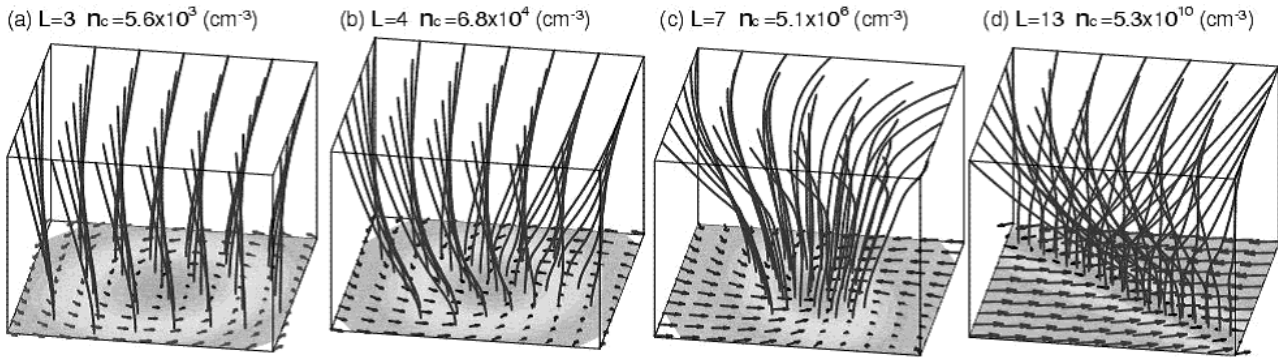 (a) L=3 nc=5.6x10³ (cm⁻³)
(b) L=4 nc=6.8x10⁴ (cm⁻³)
(c) L=7 nc=5.1x10⁶ (cm⁻³)
(d) L=13 nc=5.3x10¹⁰ (cm⁻³)